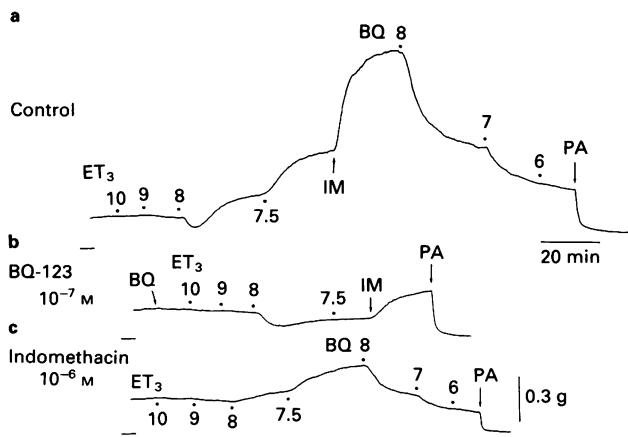 a
BQ 8
Control
7
PA
ET3
10 9 8
7.5
IM
6
20 min
b
BQ-123
10⁻⁷ M
BQ
ET3
10 9 8
7.5
IM
PA
c
Indomethacin
10⁻⁶ M
BQ 8
ET3
10 9 8 7.5
7
6
PA
0.3 g